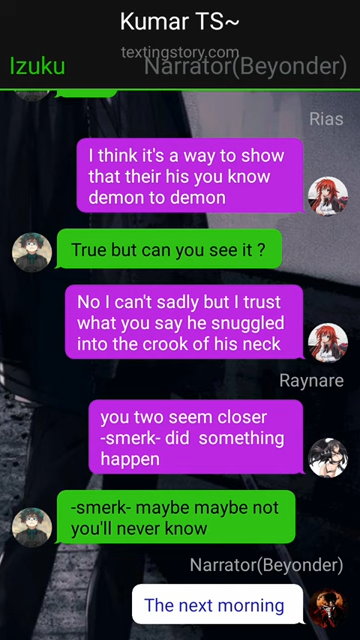 Kumar TS~
textingstory.com
Izuku Narrator(Beyonder)
Rias
I think it's a way to show
that their his you know
demon to demon
True but can you see it ?
No I can't sadly but I trust
what you say he snuggled
into the crook of his neck
Raynare
you two seem closer
-smerk- did something
happen
-smerk- maybe maybe not
you'll never know
Narrator(Beyonder)
The next morning